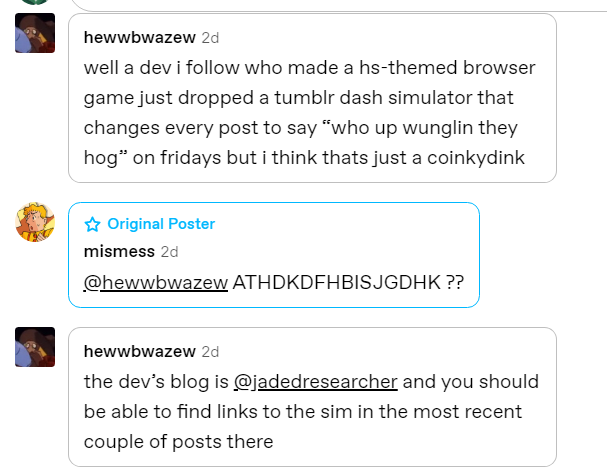 hewwbwazew 2d
well a dev i follow who made a hs-themed browser
game just dropped a tumblr dash simulator that
changes every post to say “who up wunglin they
hog” on fridays but i think thats just a coinkydink
Original Poster
mismess 2d
@hewwbwazew ATHDKDFHBISJGDHK ??
hewwbwazew 2d
the dev’s blog is @jadedresearcher and you should
be able to find links to the sim in the most recent
couple of posts there